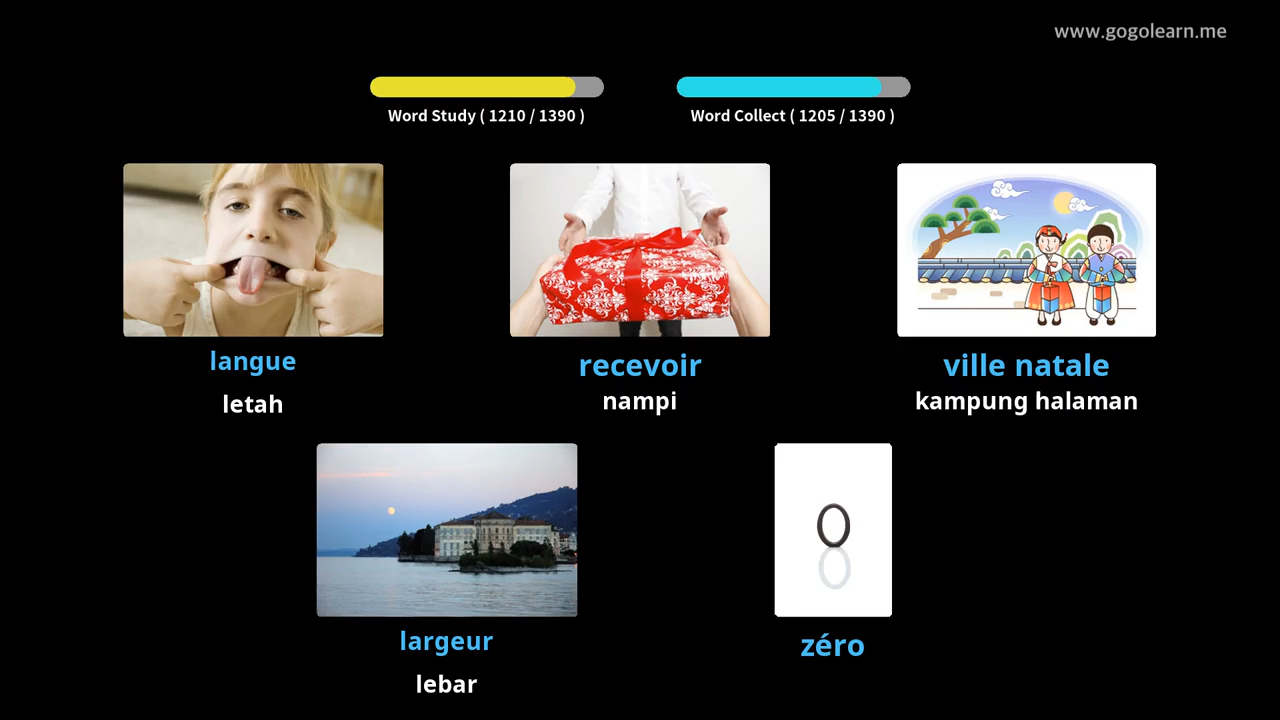 www.gogolearn.me
Word Study ( 1210 / 1390 )
Word Collect ( 1205 / 1390 )
langue
letah
recevoir
nampi
ville natale
kampung halaman
largeur
lebar
0
zéro